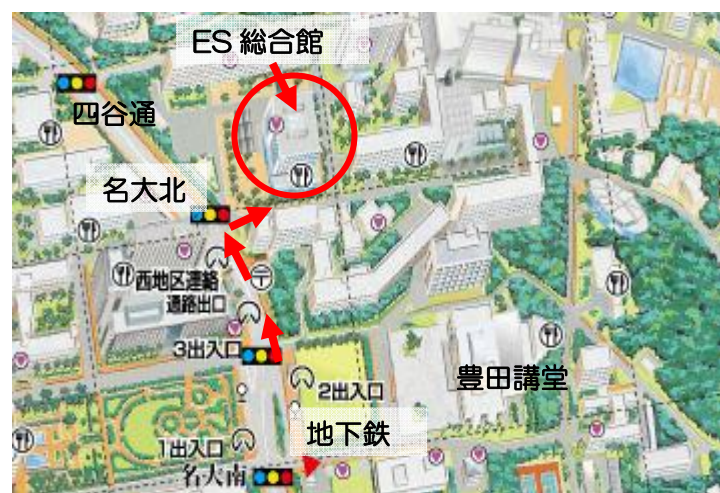 ES 総合館
四谷通
名大北
西地区連絡
通路出口
〒
3出入口
豊田講堂
2出入口
地下鉄
1出入口
名大南